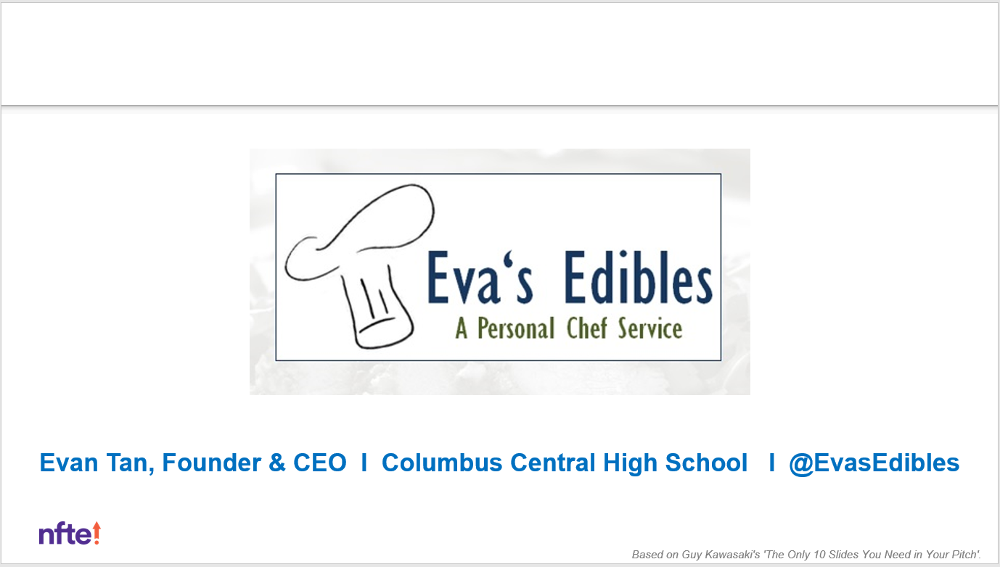 Eva‘s Edibles
A Personal Chef Service
Evan Tan, Founder & CEO l Columbus Central High School l @EvasEdibles
nfte!
Based on Guy Kawasaki's 'The Only 10 Slides You Need in Your Pitch'.